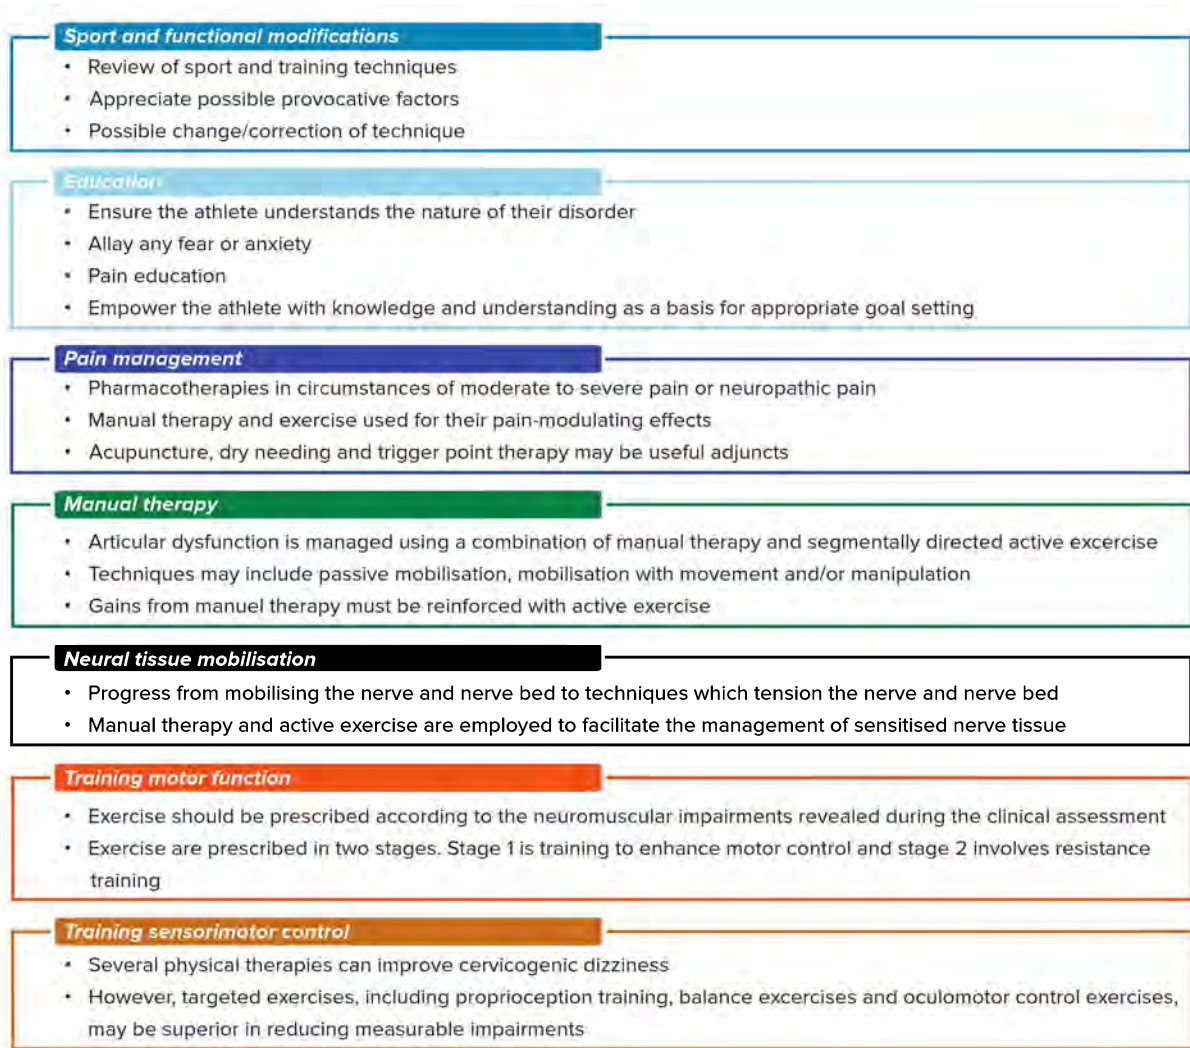 Sport and functional modifications
• Review of sport and training techniques
• Appreciate possible provocative factors
• Possible change/correction of technique
Education
• Ensure the athlete understands the nature of their disorder
• Allay any fear or anxiety
• Pain education
• Empower the athlete with knowledge and understanding as a basis for appropriate goal setting
Pain management
• Pharmacotherapies in circumstances of moderate to severe pain or neuropathic pain
• Manual therapy and exercise used for their pain-modulating effects
• Acupuncture, dry needling and trigger point therapy may be useful adjuncts
Manual therapy
• Articular dysfunction is managed using a combination of manual therapy and segmentally directed active excercise
• Techniques may include passive mobilisation, mobilisation with movement and/or manipulation
• Gains from manuel therapy must be reinforced with active exercise
Neural tissue mobilisation
• Progress from mobilising the nerve and nerve bed to techniques which tension the nerve and nerve bed
• Manual therapy and active exercise are employed to facilitate the management of sensitised nerve tissue
Training motor function
• Exercise should be prescribed according to the neuromuscular impairments revealed during the clinical assessment
• Exercise are prescribed in two stages. Stage 1 is training to enhance motor control and stage 2 involves resistance
training
Training sensorimotor control
• Several physical therapies can improve cervicogenic dizziness
• However, targeted exercises, including proprioception training, balance excercises and oculomotor control exercises,
may be superior in reducing measurable impairments